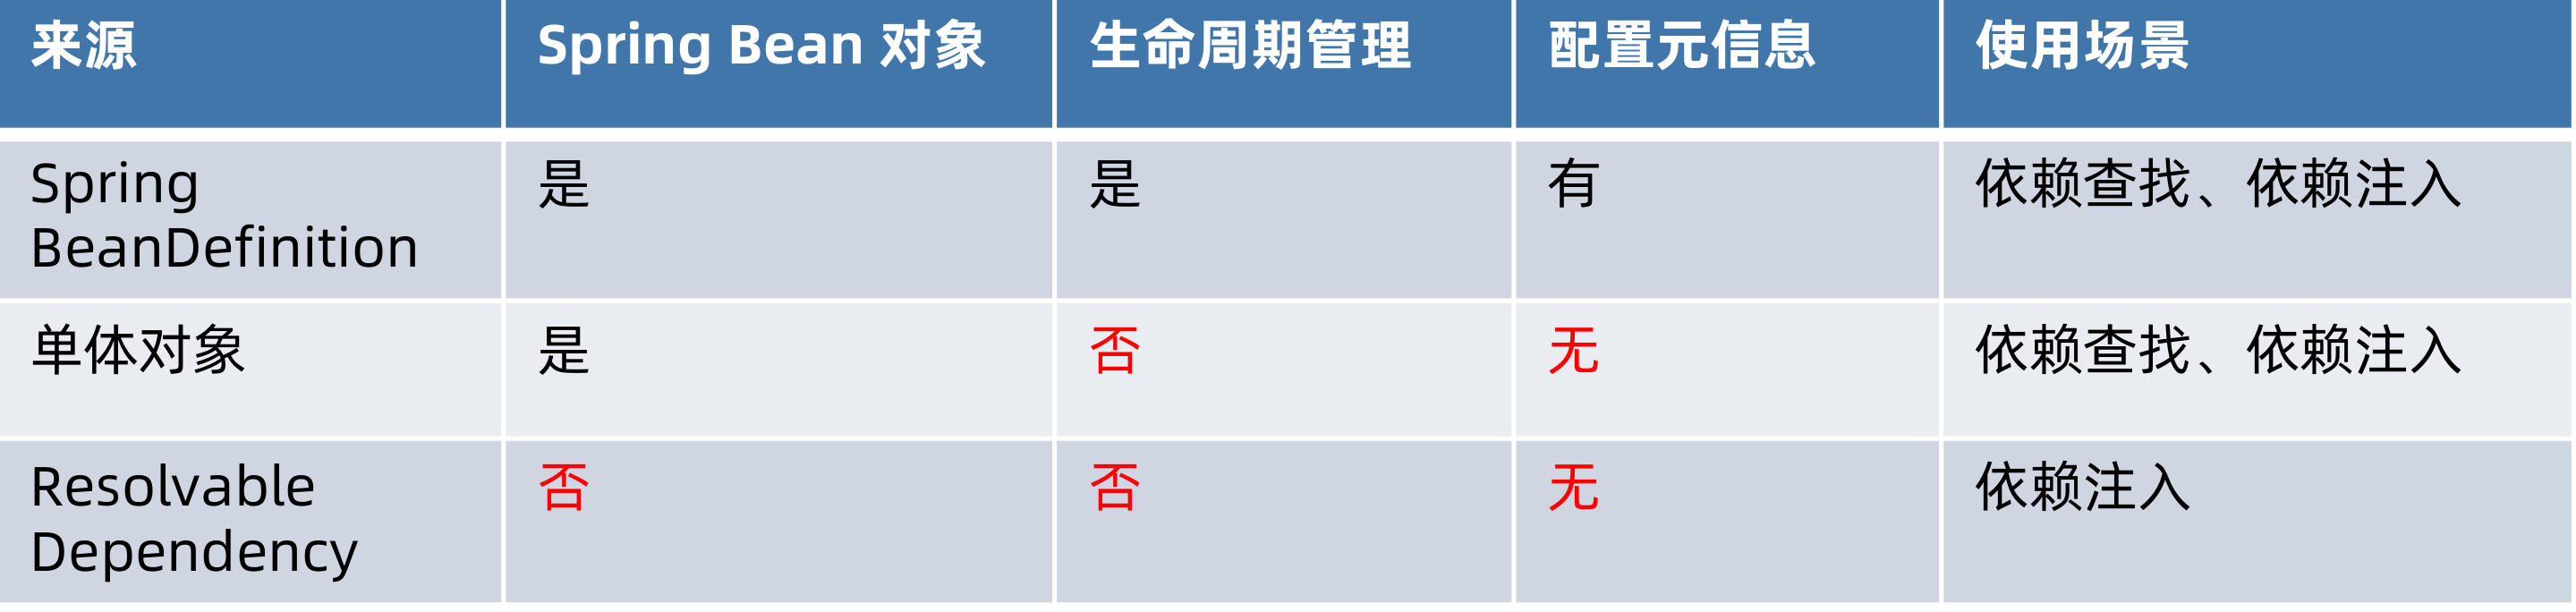 来源 Spring Bean 对象 生命周期管理 配置元信息 使用场景
Spring 是 是 有 依赖查找、依赖注入
BeanDefinition
单体对象 是 否 无 依赖查找、依赖注入
Resolvable 否 否 无 依赖注入
Dependency